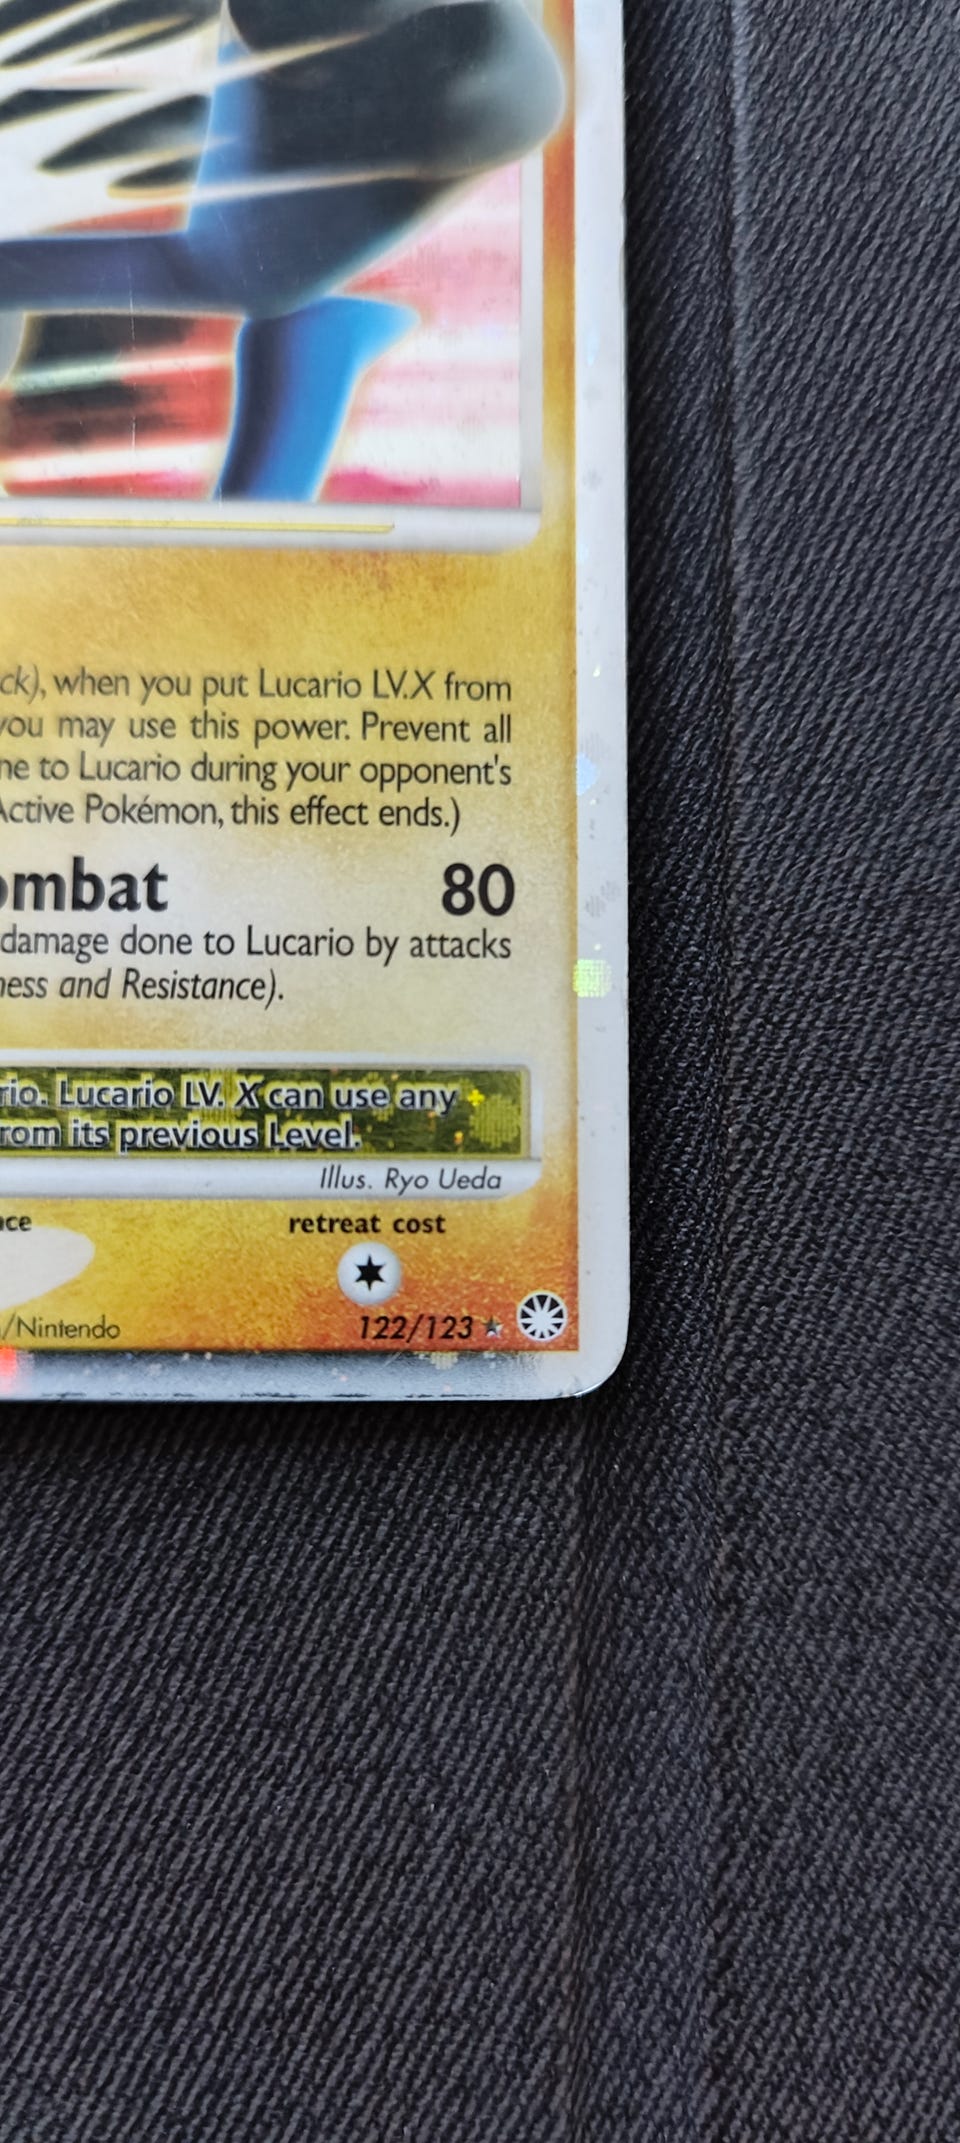 ck), when you put Lucario LV.X from
you may use this power. Prevent all
ne to Lucario during your opponent's
Active Pokémon, this effect ends.)
ombat 80
damage done to Lucario by attacks
ness and Resistance).
rio. Lucario LV. X can use any
rom its previous Level.
Illus. Ryo Ueda
nce retreat cost
/Nintendo 122/123